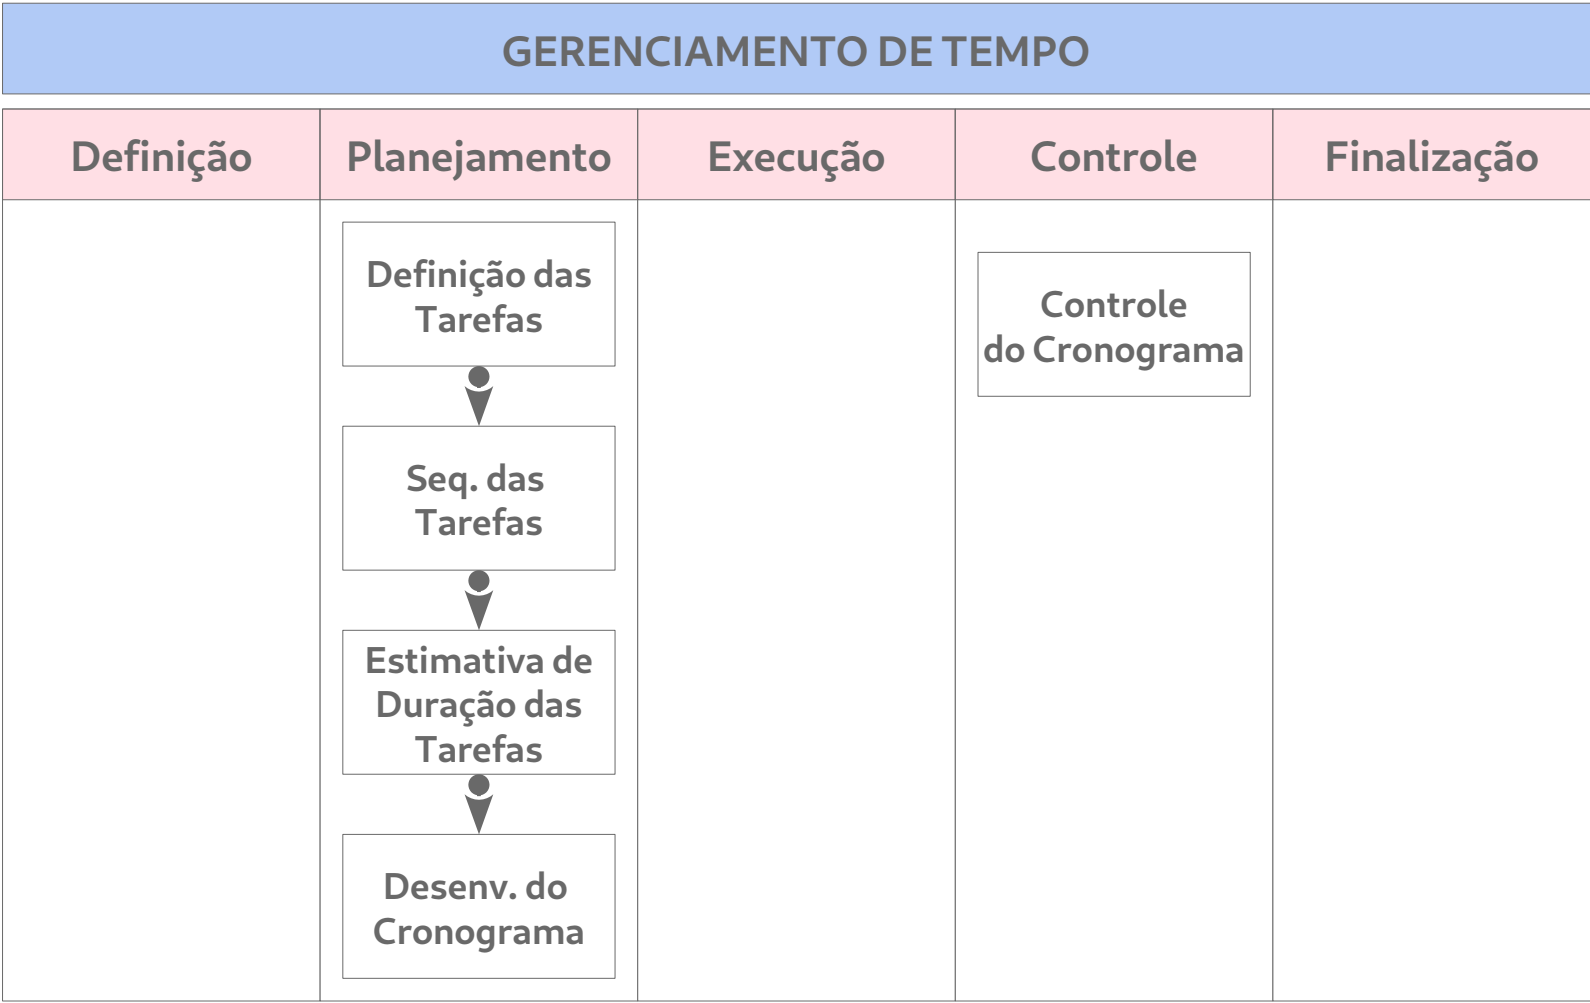 GERENCIAMENTO DE TEMPO
Definição
Planejamento
Execução
Controle
Finalização
Definição das
Tarefas
Seq. das
Tarefas
Estimativa de
Duração das
Tarefas
Desenv. do
Cronograma
Controle
do Cronograma